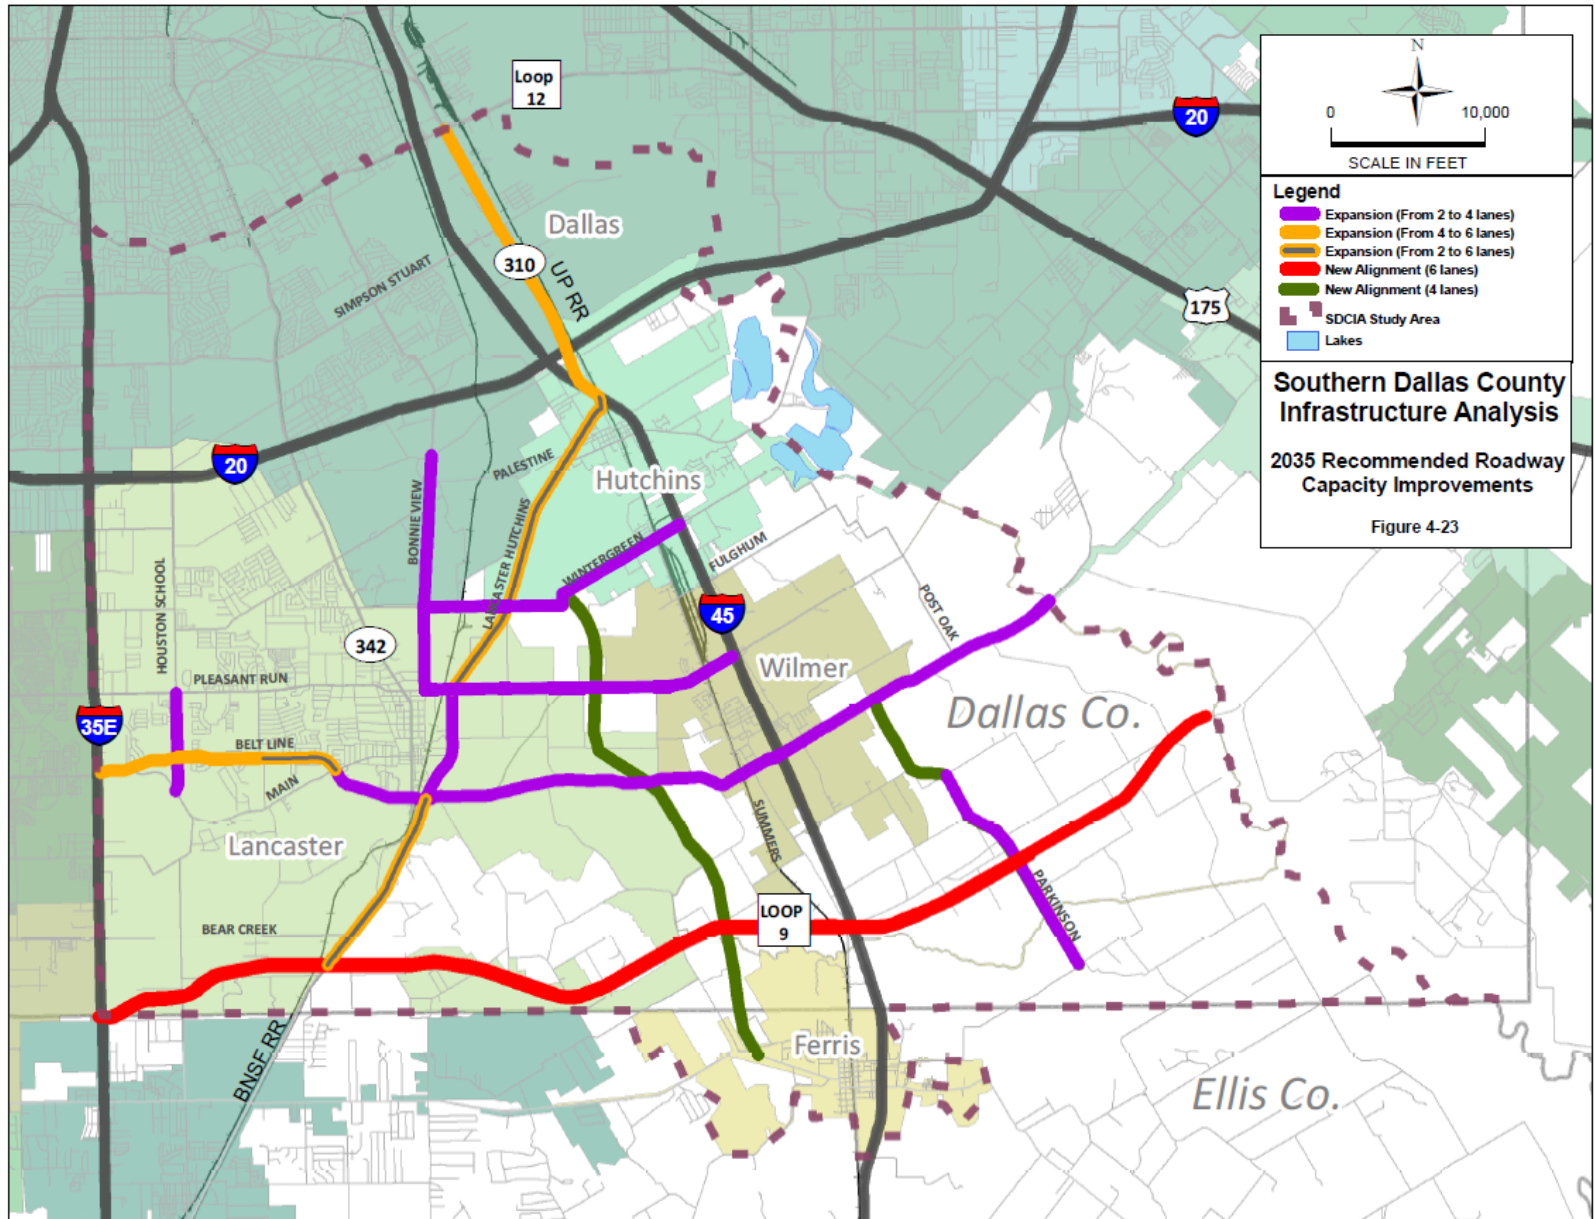 N
0
10,000
SCALE IN FEET
Legend
Expansion (From 2 to 4 lanes)
Expansion (From 4 to 6 lanes)
Expansion (From 2 to 6 lanes)
New Alignment (6 lanes)
New Alignment (4 lanes)
SDCIA Study Area
Lakes
Southern Dallas County
Infrastructure Analysis
2035 Recommended Roadway
Capacity Improvements
Figure 4-23
Loop
12
20
Dallas
310
UP RR
SIMPSON STUART
175
20
PALESTINE
Hutchins
BONNIE VIEW
LANCASTER HUTCHINS
WINTERGREEN
FULGHUM
HOUSTON SCHOOL
POST OAK
45
342
Wilmer
PLEASANT RUN
Dallas Co.
35E
BELT LINE
MAIN
SUMMERS
Lancaster
PARKINSON
LOOP
9
BEAR CREEK
BNSF RR
Ferris
Ellis Co.